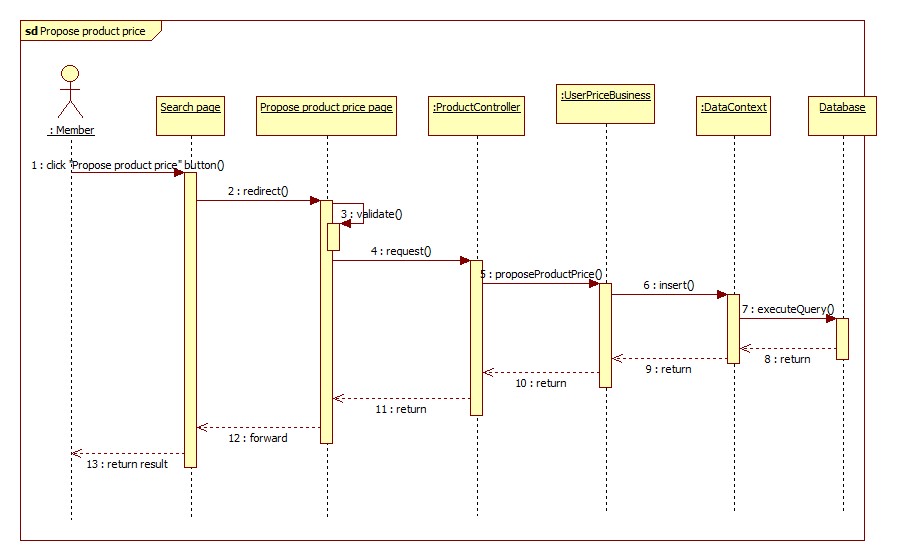 sd Propose product price
: Member
Search page
Propose product price page
:ProductController
:UserPriceBusiness
:DataContext
Database
1 : click "Propose product price" button()
2 : redirect()
3 : validate()
4 : request()
5 : proposeProductPrice()
6 : insert()
7 : executeQuery()
8 : return
9 : return
10 : return
11 : return
12 : forward
13 : return result